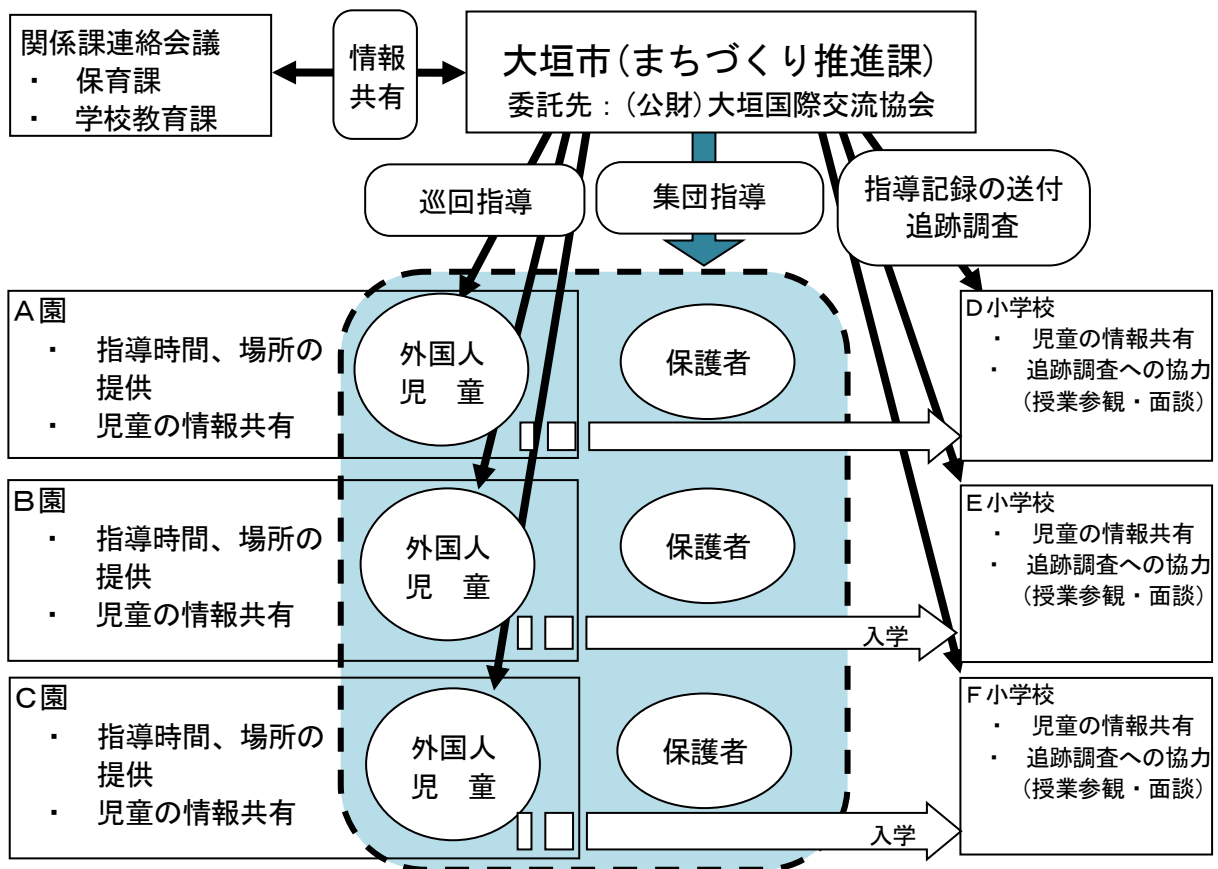 関係課連絡会議
・ 保育課
・ 学校教育課
情報
共有
大垣市(まちづくり推進課)
委託先：(公財)大垣国際交流協会
巡回指導
集団指導
指導記録の送付
追跡調査
A園
・ 指導時間、場所の
提供
・ 児童の情報共有
外国人
児 童
保護者
D小学校
・ 児童の情報共有
・ 追跡調査への協力
(授業参観・面談)
B園
・ 指導時間、場所の
提供
・ 児童の情報共有
外国人
児 童
保護者
入学
E小学校
・ 児童の情報共有
・ 追跡調査への協力
(授業参観・面談)
C園
・ 指導時間、場所の
提供
・ 児童の情報共有
外国人
児 童
保護者
入学
F小学校
・ 児童の情報共有
・ 追跡調査への協力
(授業参観・面談)